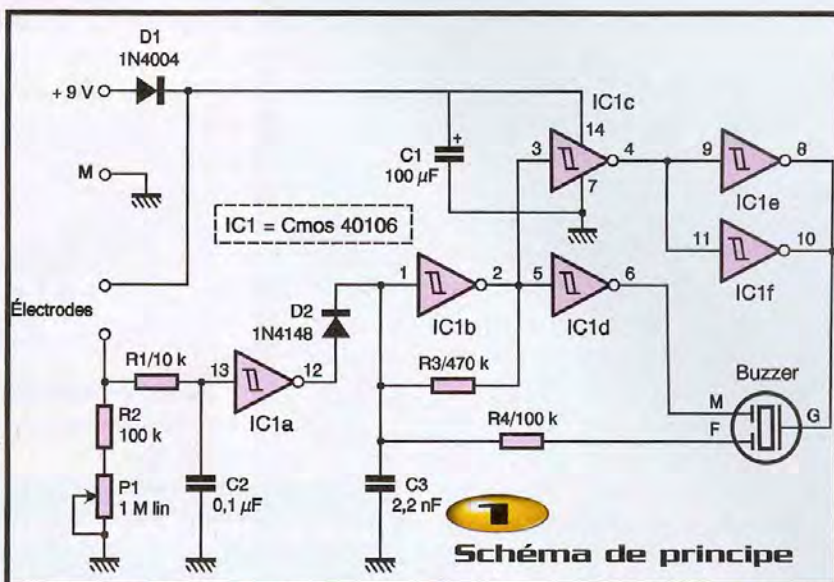 D1
1N4004
+ 9 V
M
IC1c
14
3
4
7
C1
100 µF
+
9
8
IC1e
11
10
IC1f
IC1 = Cmos 40106
Électrodes
D2
1N4148
1
2
IC1b
5
6
IC1d
R1/10 k
13
12
IC1a
R3/470 k
R4/100 k
Buzzer
M
F
G
R2
100 k
P1
1 M lin
C2
0,1 µF
C3
2,2 nF
1
Schéma de principe